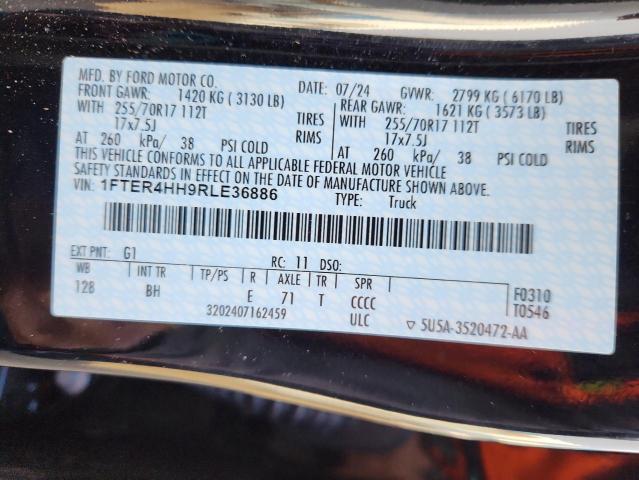 MFD. BY FORD MOTOR CO.
DATE: 07/24 GVWR: 2799 KG ( 6170 LB)
FRONT GAWR: 1420 KG ( 3130 LB) REAR GAWR: 1621 KG ( 3573 LB)
WITH 255/70R17 112T TIRES WITH 255/70R17 112T TIRES
17x7.5J RIMS 17x7.5J RIMS
AT 260 kPa/ 38 PSI COLD AT 260 kPa/ 38 PSI COLD
THIS VEHICLE CONFORMS TO ALL APPLICABLE FEDERAL MOTOR VEHICLE
SAFETY STANDARDS IN EFFECT ON THE DATE OF MANUFACTURE SHOWN ABOVE.
VIN: 1FTER4HH9RLE36886
TYPE: Truck
EXT PNT: G1 RC: 11 DSO:
WB INT TR TP/PS R AXLE TR SPR F0310
128 BH E 71 T CCCC T0546
3202407162459 ULC ▽ 5U5A-3520472-AA